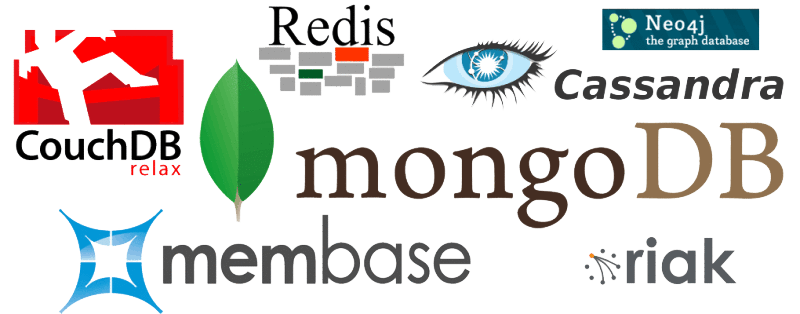 Redis
Neo4j
the graph database
Cassandra
CouchDB
relax
mongoDB
membase
riak